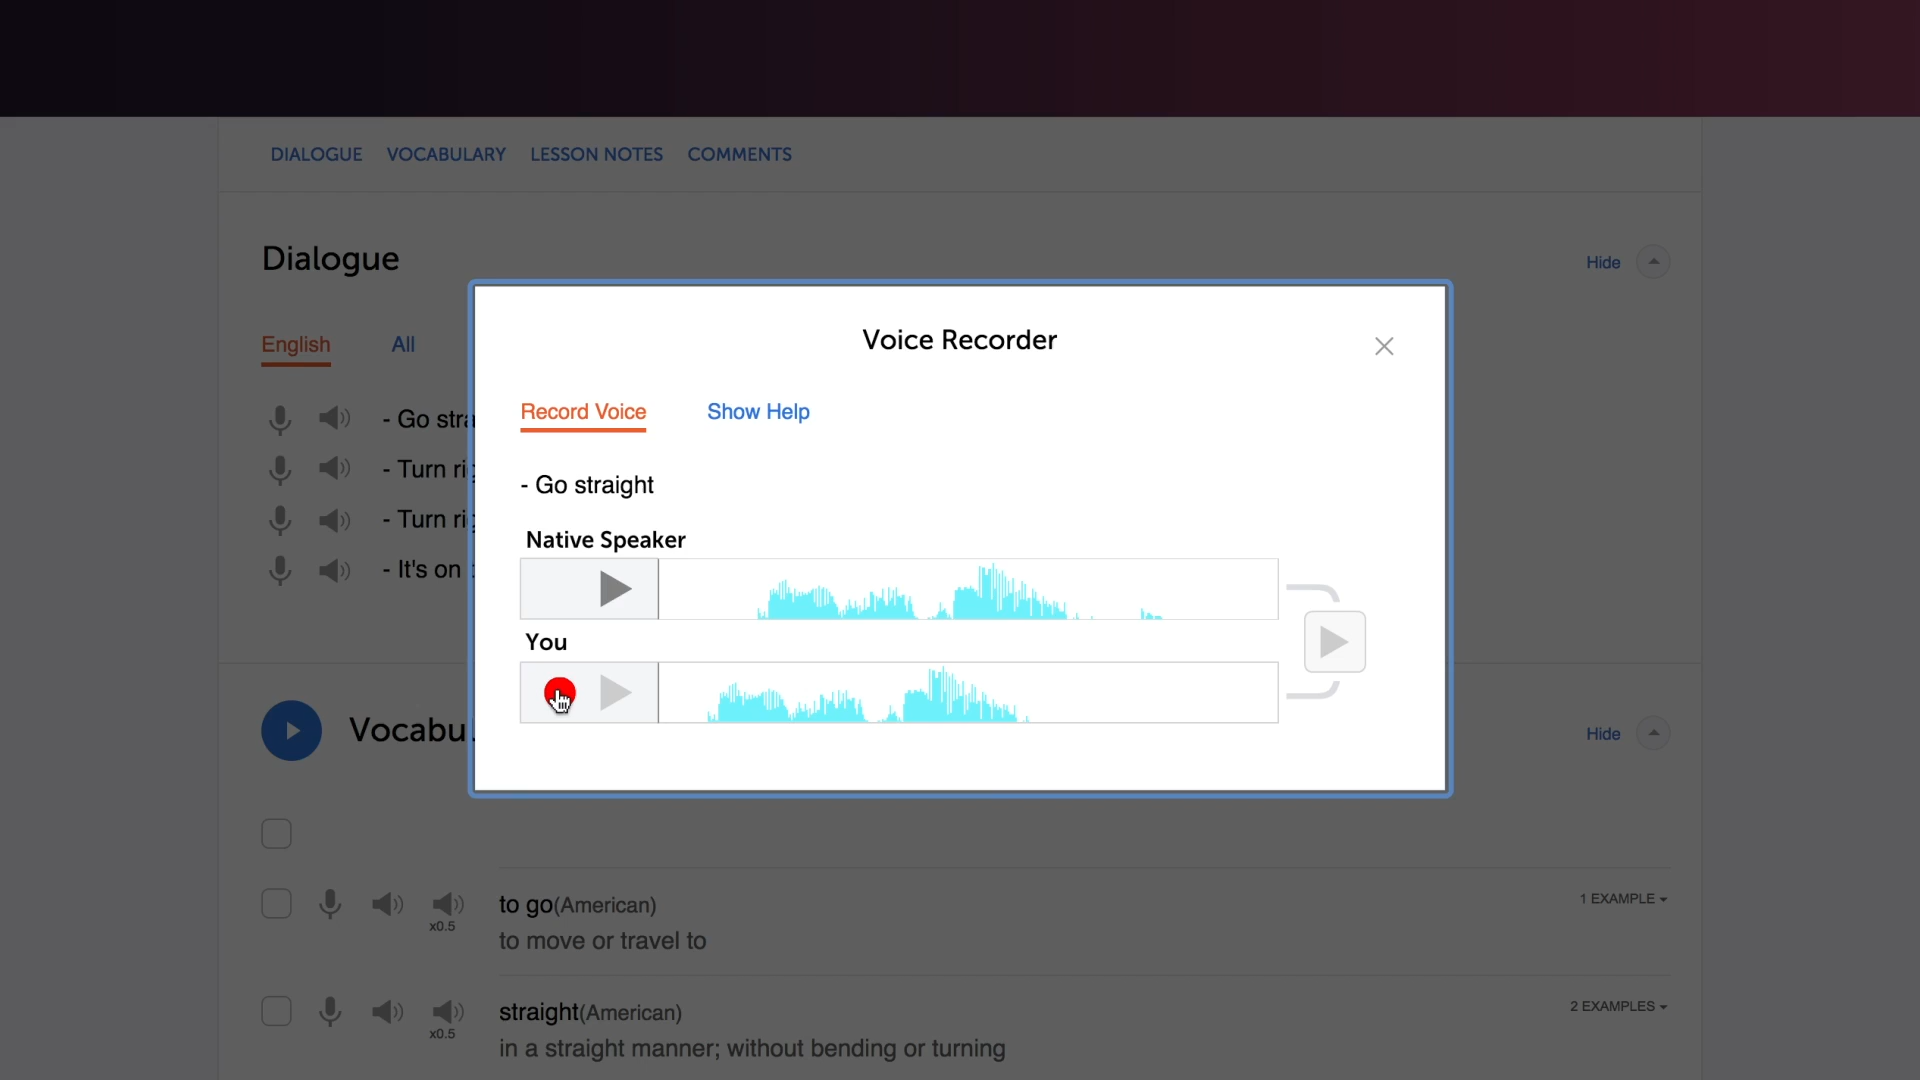 DIALOGUE VOCABULARY LESSON NOTES COMMENTS
Dialogue
Hide
English All
- Go stra
- Turn ri
- Turn ri
- It's on
Voice Recorder
Record Voice Show Help
- Go straight
Native Speaker
You
Vocabu
Hide
to go(American)
1 EXAMPLE
x0.5
to move or travel to
straight(American)
2 EXAMPLES
x0.5
in a straight manner; without bending or turning